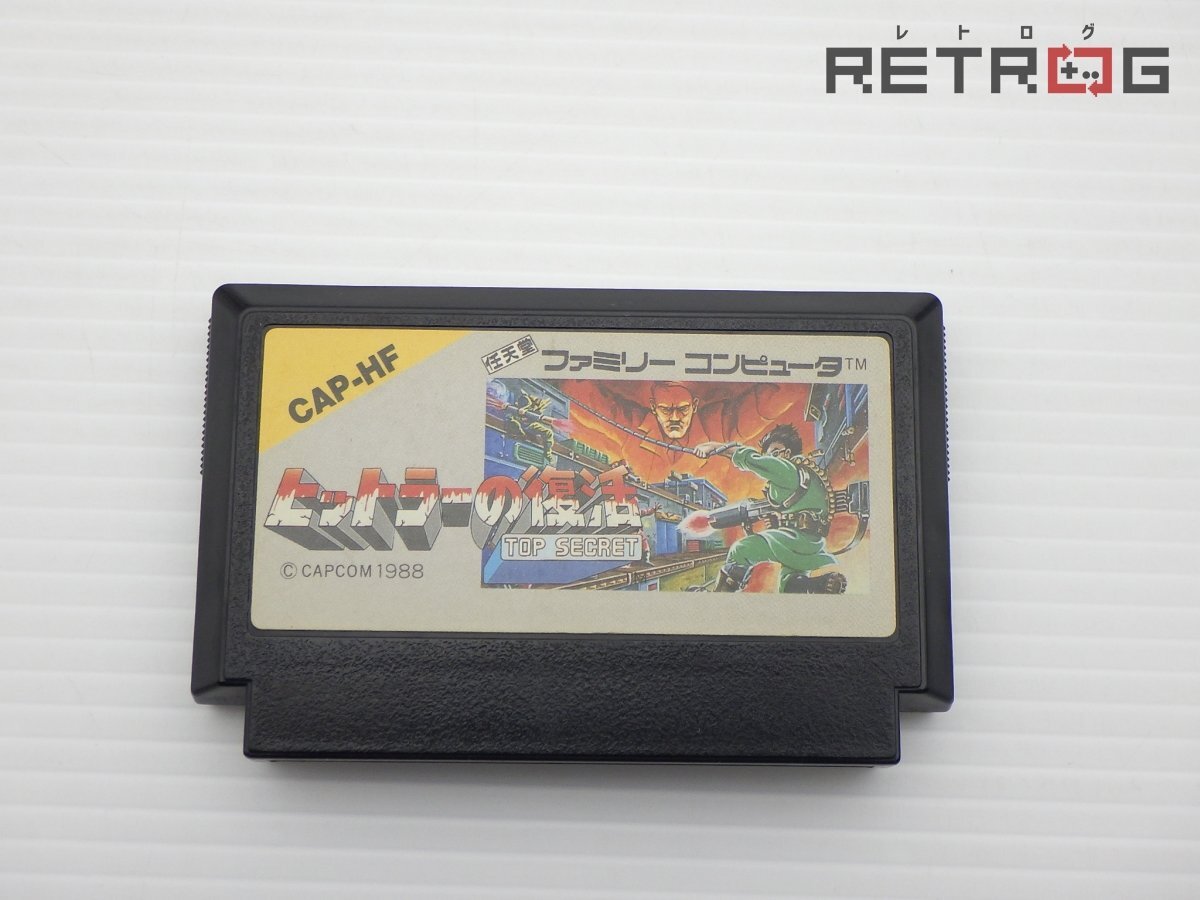 レトログ
RETROG
CAP-HF
任天堂 ファミリー コンピュータ™
ヒットラーの復活
TOP SECRET
© CAPCOM 1988